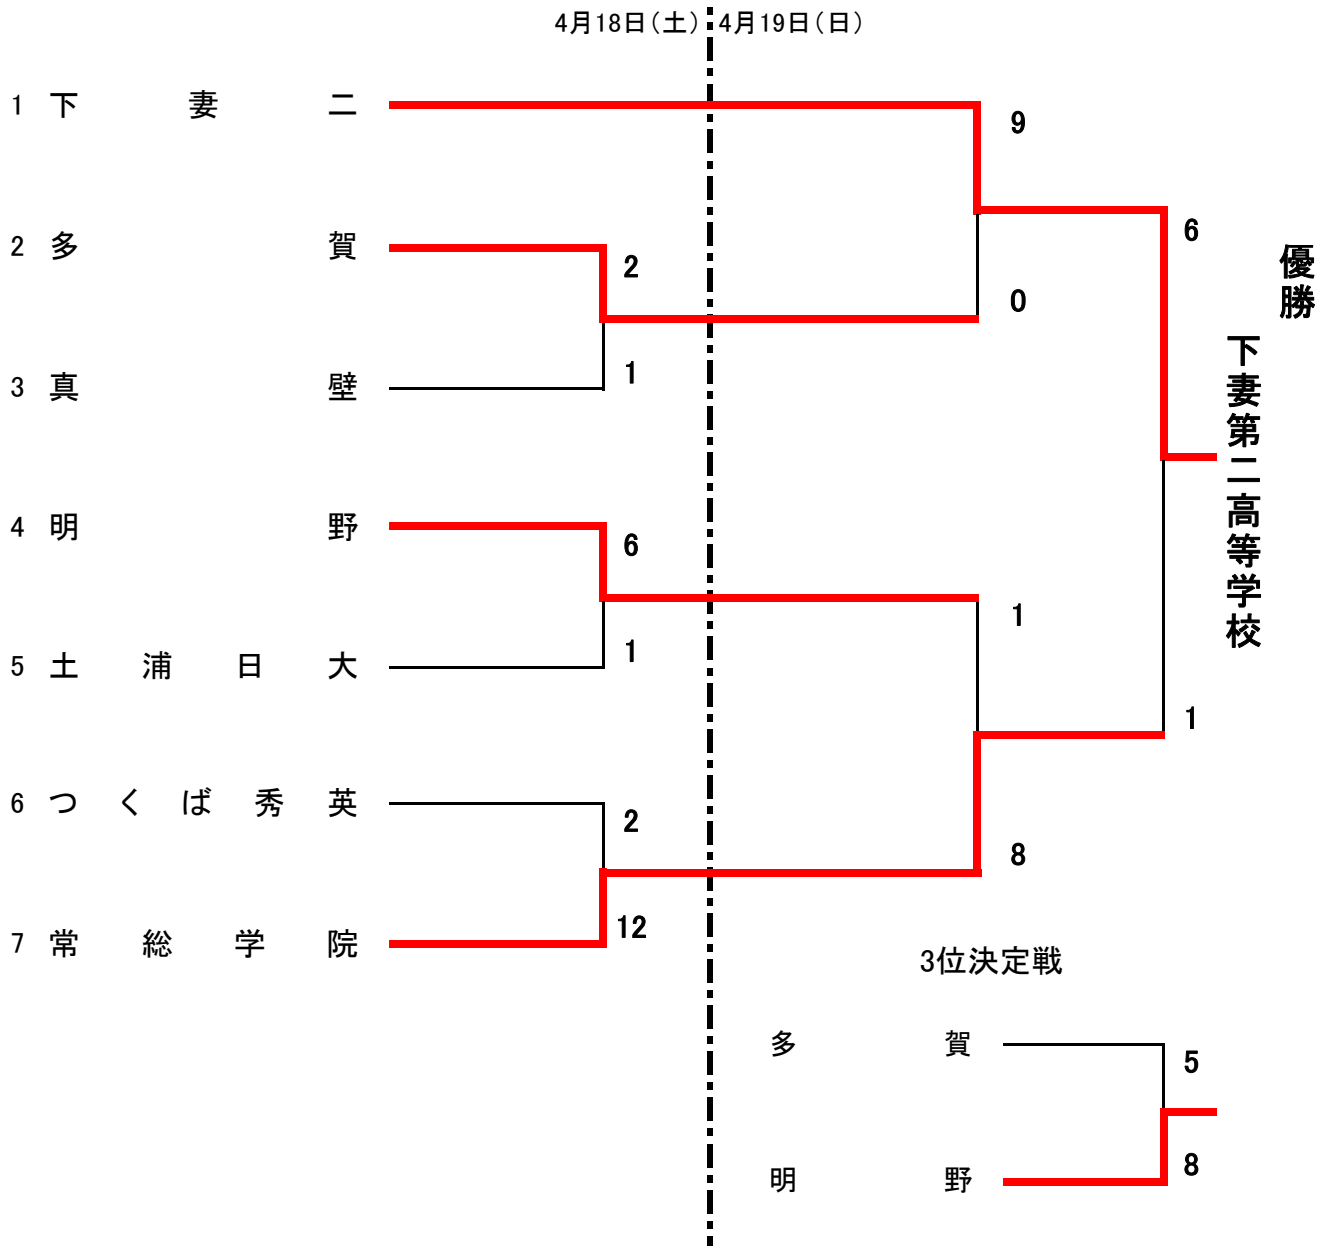 4月18日(土) 4月19日(日)
1 下妻二
9
2 多賀
2
6
0
3 真壁
1
優勝
下妻第二高等学校
4 明野
6
1
5 土浦日大
1
1
6 つくば秀英
2
8
7 常総学院
12
3位決定戦
多賀
5
明野
8